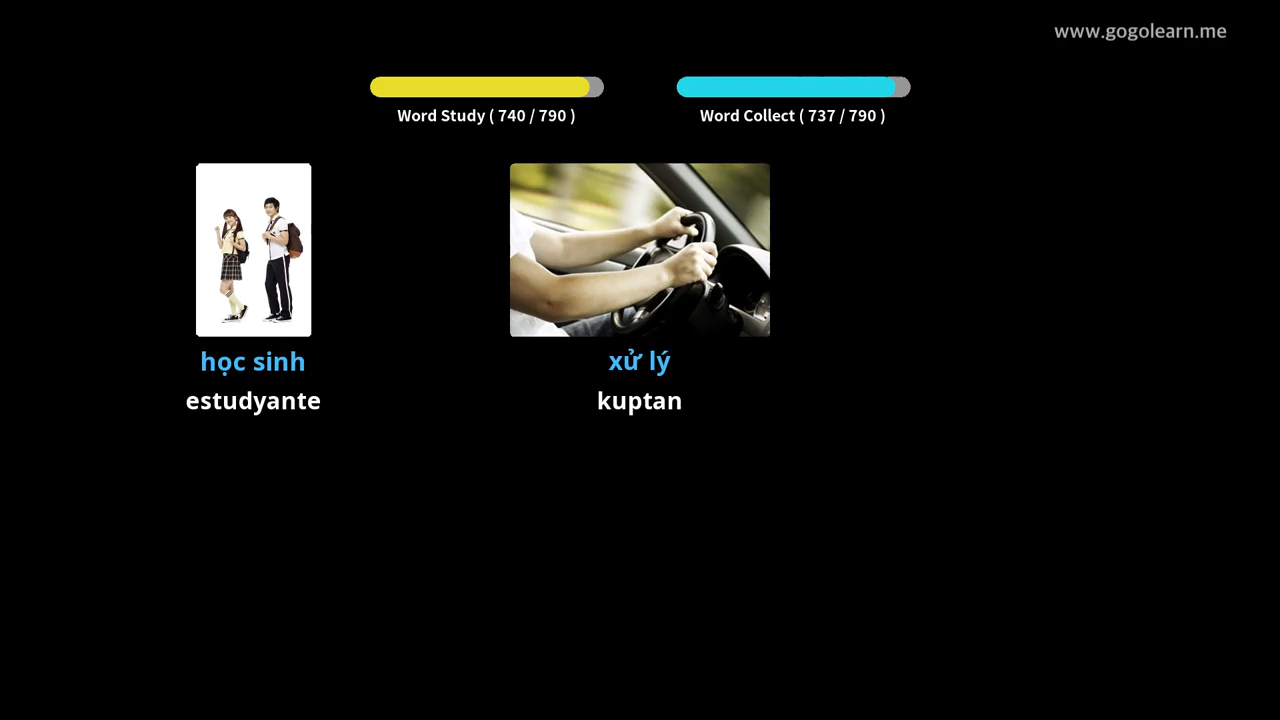 www.gogolearn.me
Word Study ( 740 / 790 )
Word Collect ( 737 / 790 )
học sinh
estudyante
xử lý
kuptan